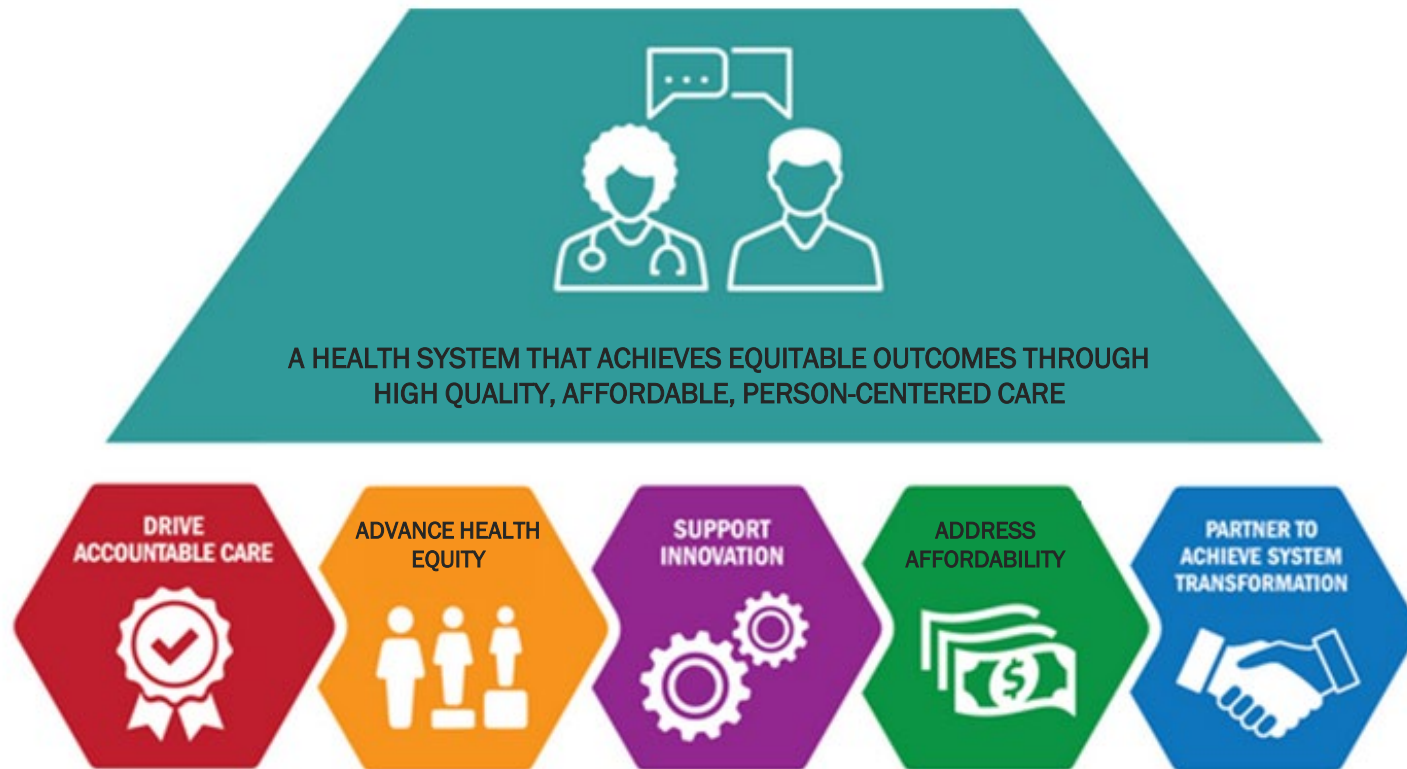 A HEALTH SYSTEM THAT ACHIEVES EQUITABLE OUTCOMES THROUGH
HIGH QUALITY, AFFORDABLE, PERSON-CENTERED CARE
DRIVE
ACCOUNTABLE CARE
ADVANCE HEALTH
EQUITY
SUPPORT
INNOVATION
ADDRESS
AFFORDABILITY
PARTNER TO
ACHIEVE SYSTEM
TRANSFORMATION
$